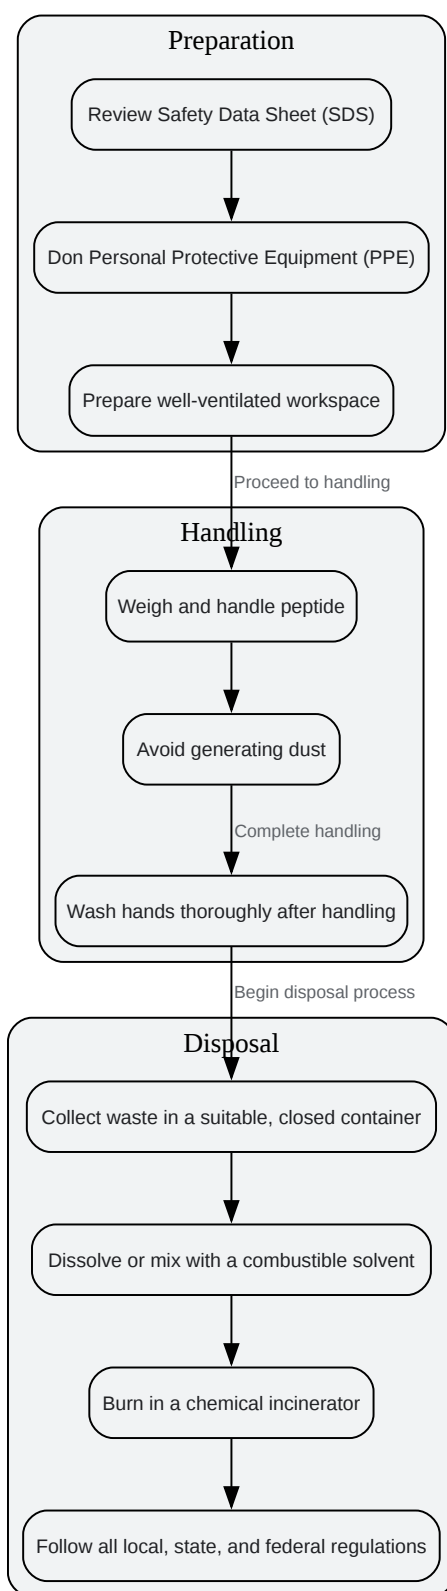 Preparation
Review Safety Data Sheet (SDS)
Don Personal Protective Equipment (PPE)
Prepare well-ventilated workspace
Proceed to handling
Handling
Weigh and handle peptide
Avoid generating dust
Complete handling
Wash hands thoroughly after handling
Begin disposal process
Disposal
Collect waste in a suitable, closed container
Dissolve or mix with a combustible solvent
Burn in a chemical incinerator
Follow all local, state, and federal regulations